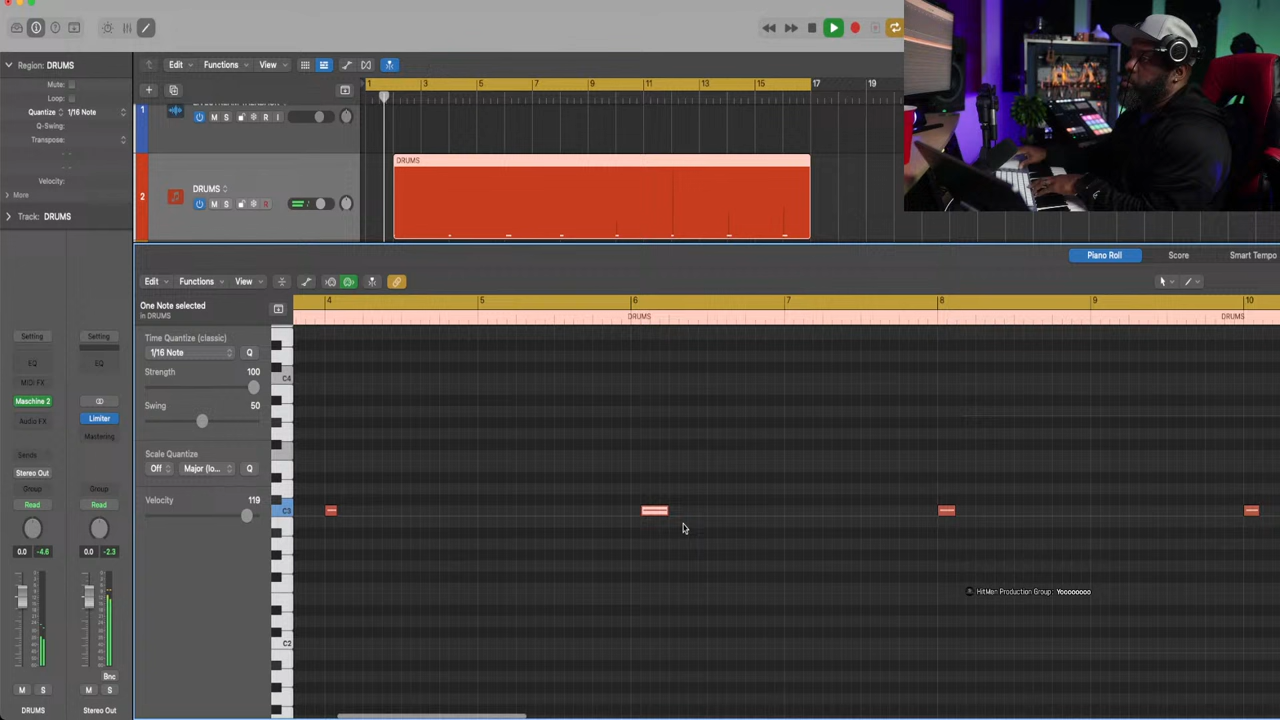 Region: DRUMS
Mute:
Loop:
Quantize 1/16 Note
Q-Swing:
Transpose:
Velocity:
More
Track: DRUMS
Edit Functions View
1 3 5 7 9 11 13 15 17 19
1
M S R I
2
DRUMS
M S R
DRUMS
Piano Roll Score Smart Tempo
Edit Functions View
One Note selected
in DRUMS
4 5 6 7 8 9 10
DRUMS DRUMS
Time Quantize (classic)
1/16 Note Q
Strength 100
Swing 50
Scale Quantize
Off Major (lo... Q
Velocity 119
C4
C3
C2
Setting Setting
EQ EQ
MIDI FX
Maschine 2
Limiter
Audio FX
Mastering
Sends
Stereo Out
Group Group
Read Read
0.0 -4.6 0.0 -2.3
Bnc
M S M S
DRUMS Stereo Out
HitMen Production Group: Yoooooooo